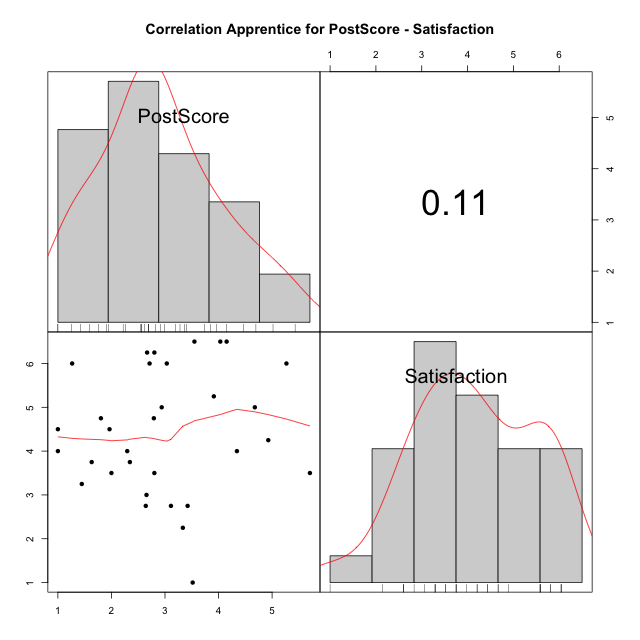 Correlation Apprentice for PostScore - Satisfaction
1 2 3 4 5 6
PostScore
0.11
5
4
3
2
1
6
5
4
3
2
1
Satisfaction
1 2 3 4 5